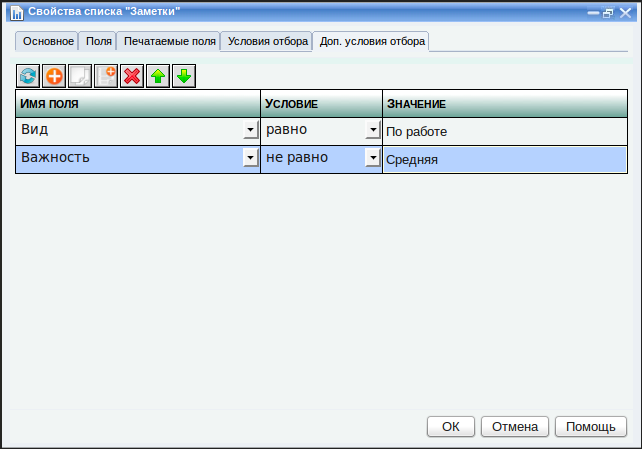 Свойства списка "Заметки"
Основное Поля Печатаемые поля Условия отбора Доп. условия отбора
Имя поля Условие Значение
Вид равно По работе
Важность не равно Средняя
ОК Отмена Помощь